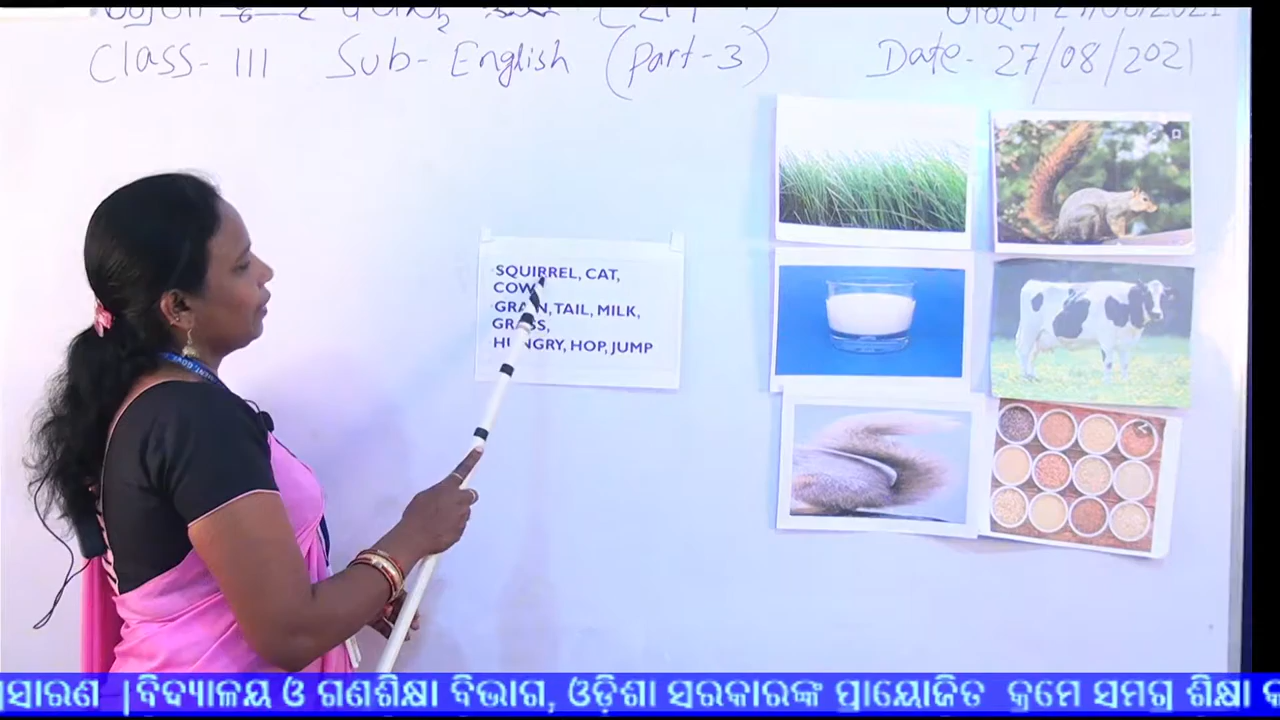 Class- III Sub- English (Part-3) Date- 27/08/2021
SQUIRREL, CAT,
COW
GRAIN, TAIL, MILK,
GRASS,
HUNGRY, HOP, JUMP
ସାରଣ | ବିଦ୍ୟାଳୟ ଓ ଗଣଶିକ୍ଷା ବିଭାଗ, ଓଡ଼ିଶା ସରକାରଙ୍କ ପ୍ରାୟୋଜିତ କ୍ରମେ ସମଗ୍ର ଶିକ୍ଷା